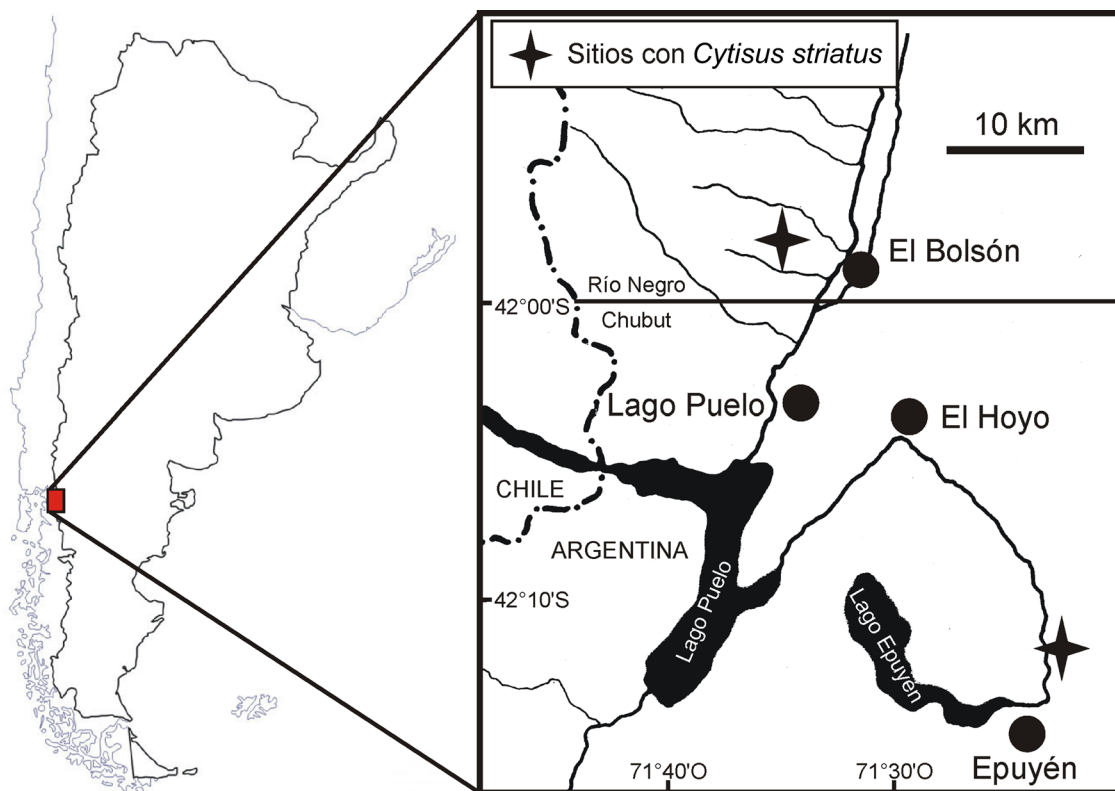 Sitios con Cytisus striatus
10 km
El Bolsón
Río Negro
42°00'S
Chubut
Lago Puelo
El Hoyo
CHILE
ARGENTINA
42°10'S
Lago Puelo
Lago Epuyén
Epuyén
71°40'O
71°30'O